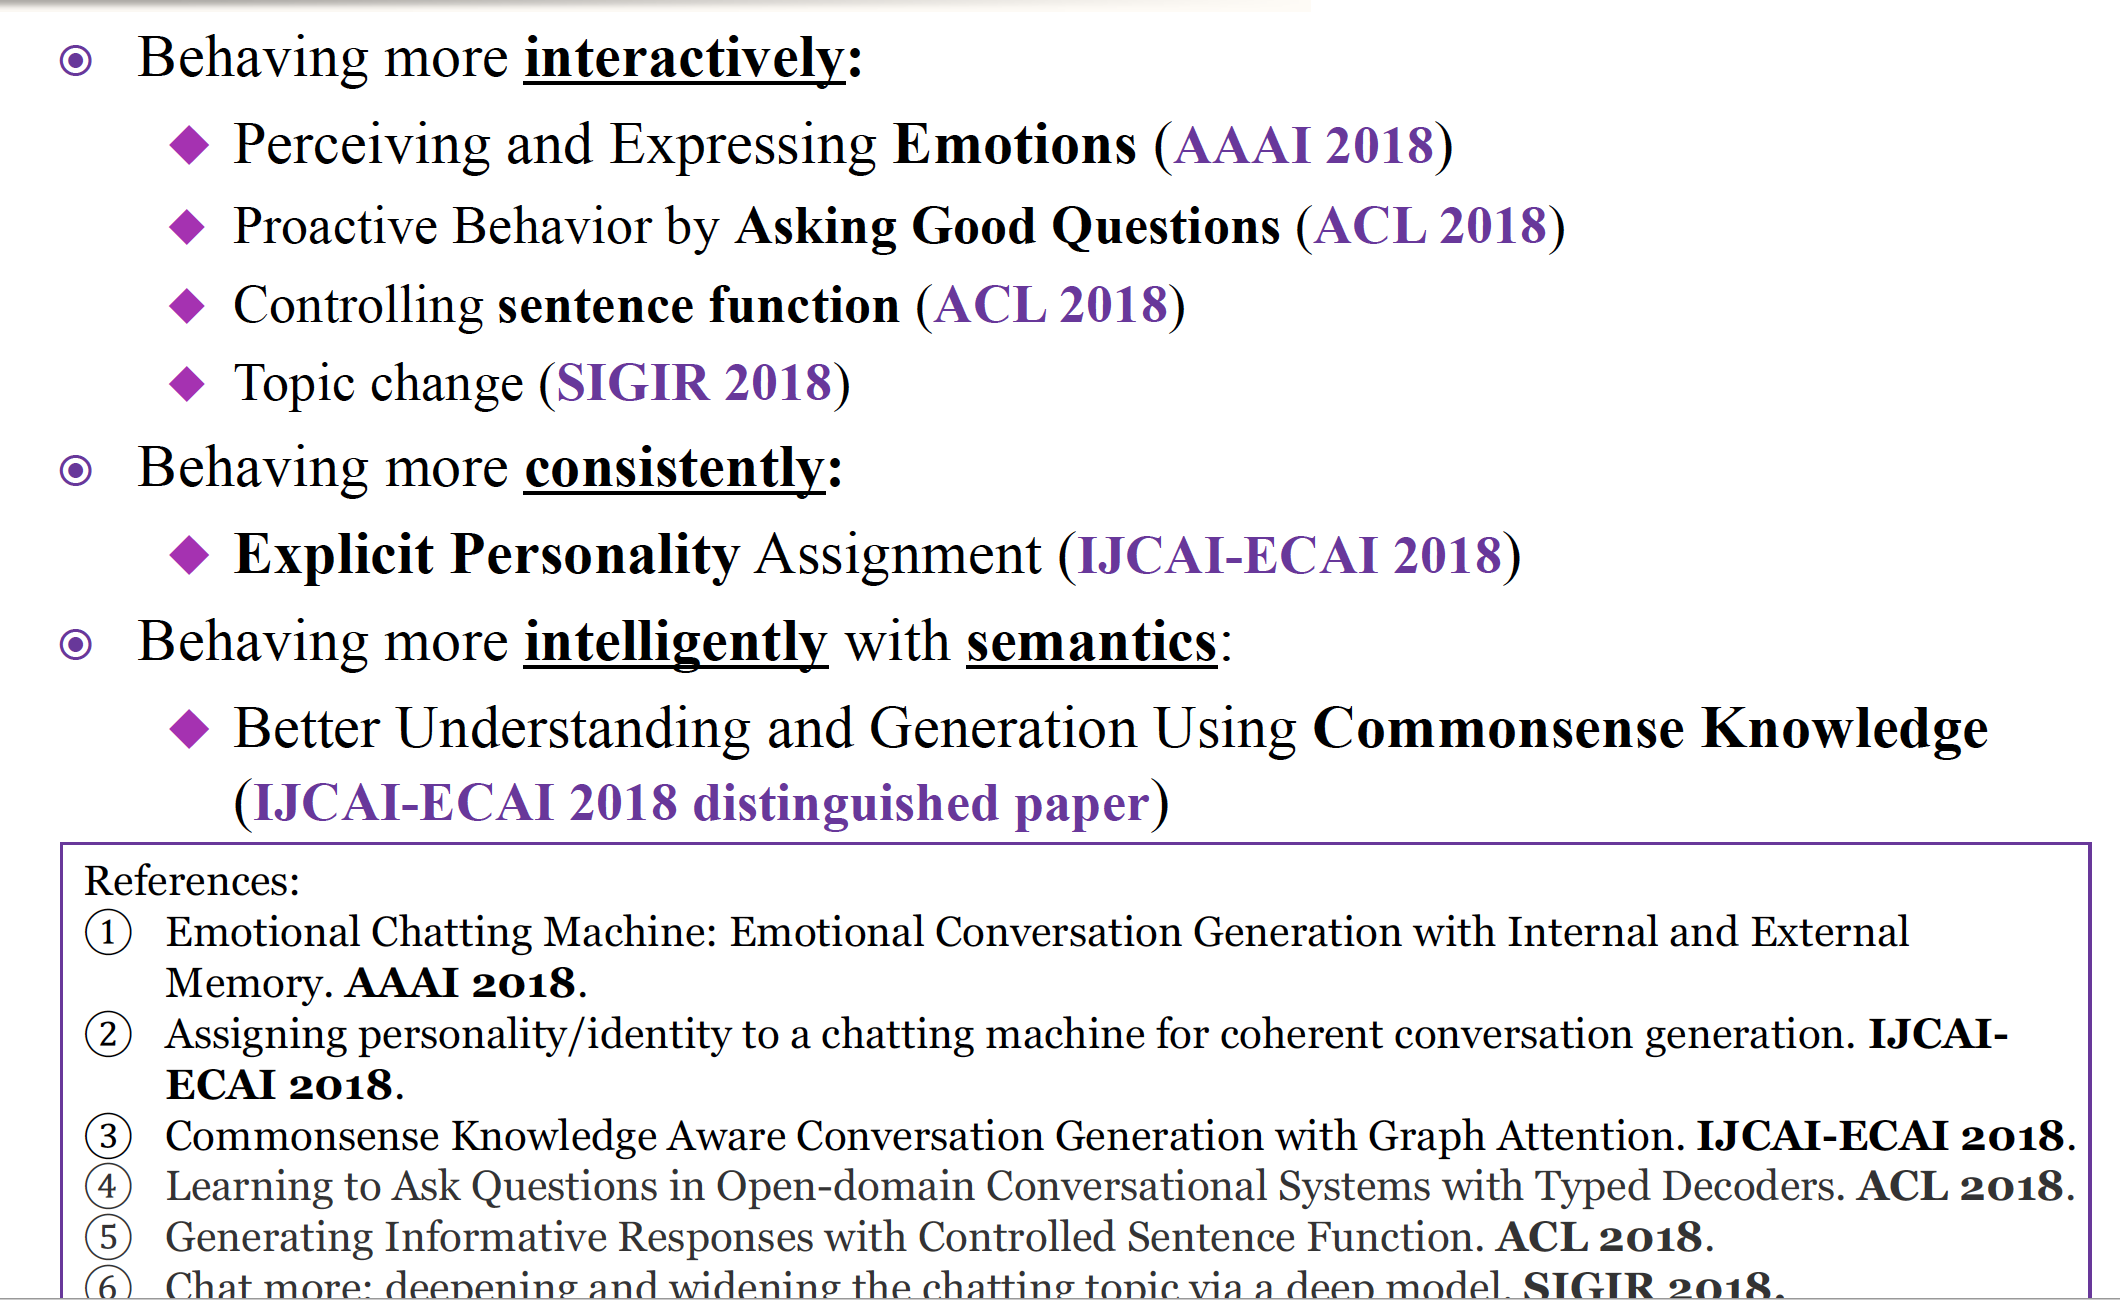 Behaving more interactively:
Perceiving and Expressing Emotions (AAAI 2018)
Proactive Behavior by Asking Good Questions (ACL 2018)
Controlling sentence function (ACL 2018)
Topic change (SIGIR 2018)
Behaving more consistently:
Explicit Personality Assignment (IJCAI-ECAI 2018)
Behaving more intelligently with semantics:
Better Understanding and Generation Using Commonsense Knowledge
(IJCAI-ECAI 2018 distinguished paper)
References:
① Emotional Chatting Machine: Emotional Conversation Generation with Internal and External
Memory. AAAI 2018.
② Assigning personality/identity to a chatting machine for coherent conversation generation. IJCAI-
ECAI 2018.
③ Commonsense Knowledge Aware Conversation Generation with Graph Attention. IJCAI-ECAI 2018.
④ Learning to Ask Questions in Open-domain Conversational Systems with Typed Decoders. ACL 2018.
⑤ Generating Informative Responses with Controlled Sentence Function. ACL 2018.
⑥ Chat more: deepening and widening the chatting topic via a deep model. SIGIR 2018.